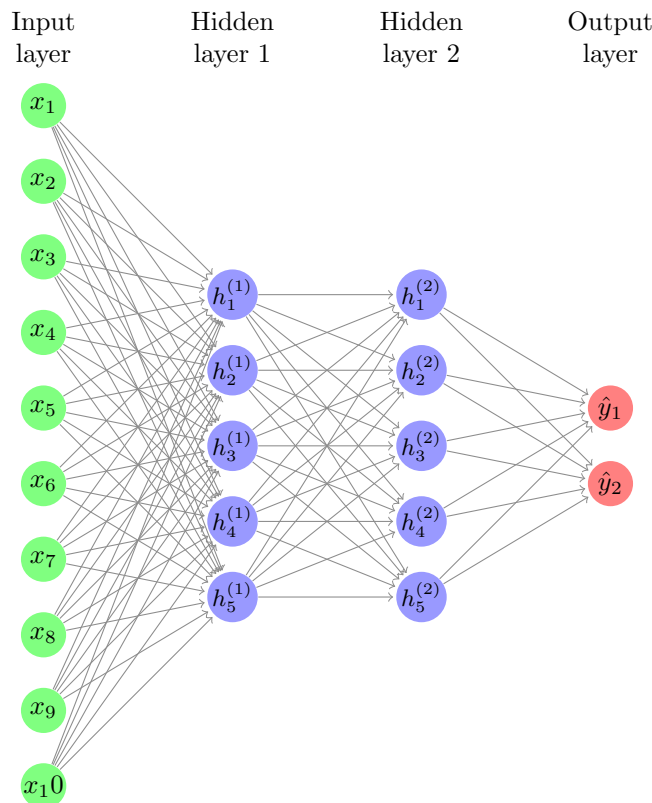 Input layer
Hidden layer 1
Hidden layer 2
Output layer
x₁
x₂
x₃
x₄
x₅
x₆
x₇
x₈
x₉
x₁0
h₁⁽¹⁾
h₂⁽¹⁾
h₃⁽¹⁾
h₄⁽¹⁾
h₅⁽¹⁾
h₁⁽²⁾
h₂⁽²⁾
h₃⁽²⁾
h₄⁽²⁾
h₅⁽²⁾
ŷ₁
ŷ₂